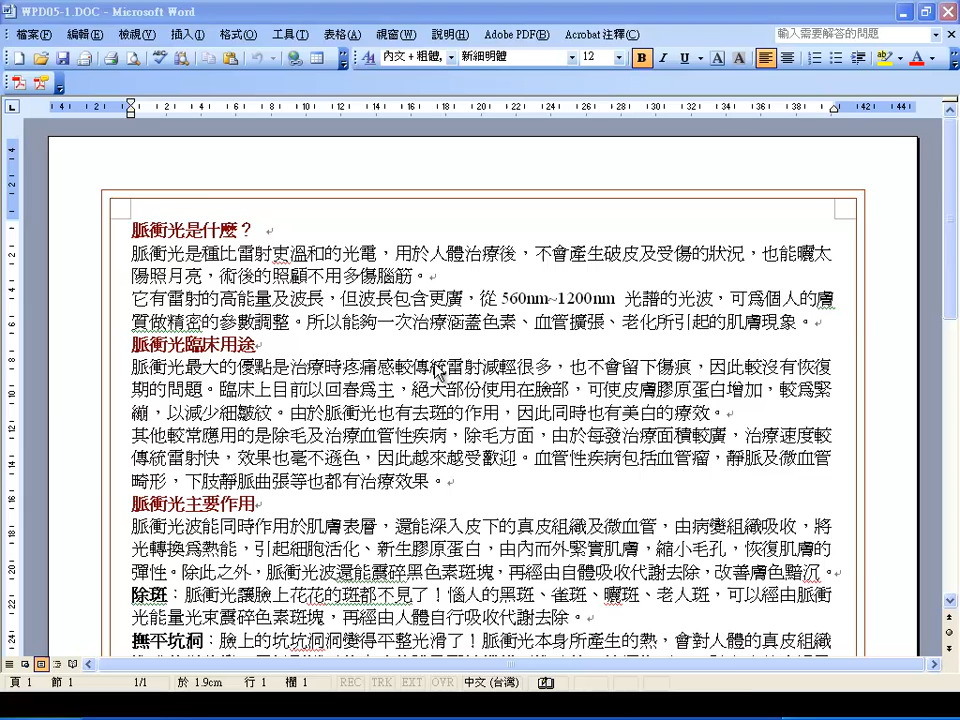 WPD05-1.DOC - Microsoft Word
檔案(F) 編輯(E) 檢視(V) 插入(I) 格式(O) 工具(T) 表格(A) 視窗(W) 說明(H) Adobe PDF(B) Acrobat 注釋(C) 輸入需要解答的問題
內文 + 粗體, 新細明體 12 B I U A A A
4 2 2 4 6 8 10 12 14 16 18 20 22 24 26 28 30 32 34 36 38 42 44
脈衝光是什麼？
脈衝光是種比雷射更溫和的光電，用於人體治療後，不會產生破皮及受傷的狀況，也能曬太
陽照月亮，術後的照顧不用多傷腦筋。
它有雷射的高能量及波長，但波長包含更廣，從 560nm~1200nm 光譜的光波，可為個人的膚
質做精密的參數調整。所以能夠一次治療涵蓋色素、血管擴張、老化所引起的肌膚現象。
脈衝光臨床用途
脈衝光最大的優點是治療時疼痛感較傳統雷射減輕很多，也不會留下傷痕，因此較沒有恢復
期的問題。臨床上目前以回春為主，絕大部份使用在臉部，可使皮膚膠原蛋白增加，較為緊
繃，以減少細皺紋。由於脈衝光也有去斑的作用，因此同時也有美白的療效。
其他較常應用的是除毛及治療血管性疾病，除毛方面，由於每發治療面積較廣，治療速度較
傳統雷射快，效果也毫不遜色，因此越來越受歡迎。血管性疾病包括血管瘤，靜脈及微血管
畸形，下肢靜脈曲張等也都有治療效果。
脈衝光主要作用
脈衝光波能同時作用於肌膚表層，還能深入皮下的真皮組織及微血管，由病變組織吸收，將
光轉換為熱能，引起細胞活化、新生膠原蛋白，由內而外緊實肌膚，縮小毛孔，恢復肌膚的
彈性。除此之外，脈衝光波還能震碎黑色素斑塊，再經由自體吸收代謝去除，改善膚色黯沉。
除斑：脈衝光讓臉上花花的斑都不見了！惱人的黑斑、雀斑、曬斑、老人斑，可以經由脈衝
光能量光束震碎色素斑塊，再經由人體自行吸收代謝去除。
撫平坑洞：臉上的坑坑洞洞變得平整光滑了！脈衝光本身所產生的熱，會對人體的真皮組織
頁 1 節 1 1/1 於 1.9cm 行 1 欄 1 REC TRK EXT OVR 中文 (台灣)